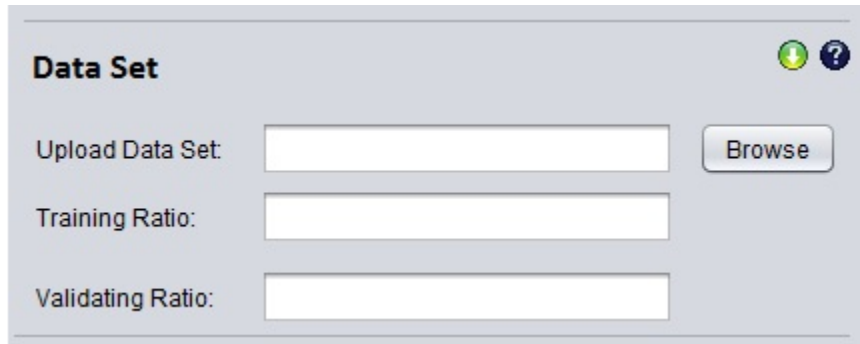 Data Set
Upload Data Set:
Browse
Training Ratio:
Validating Ratio: